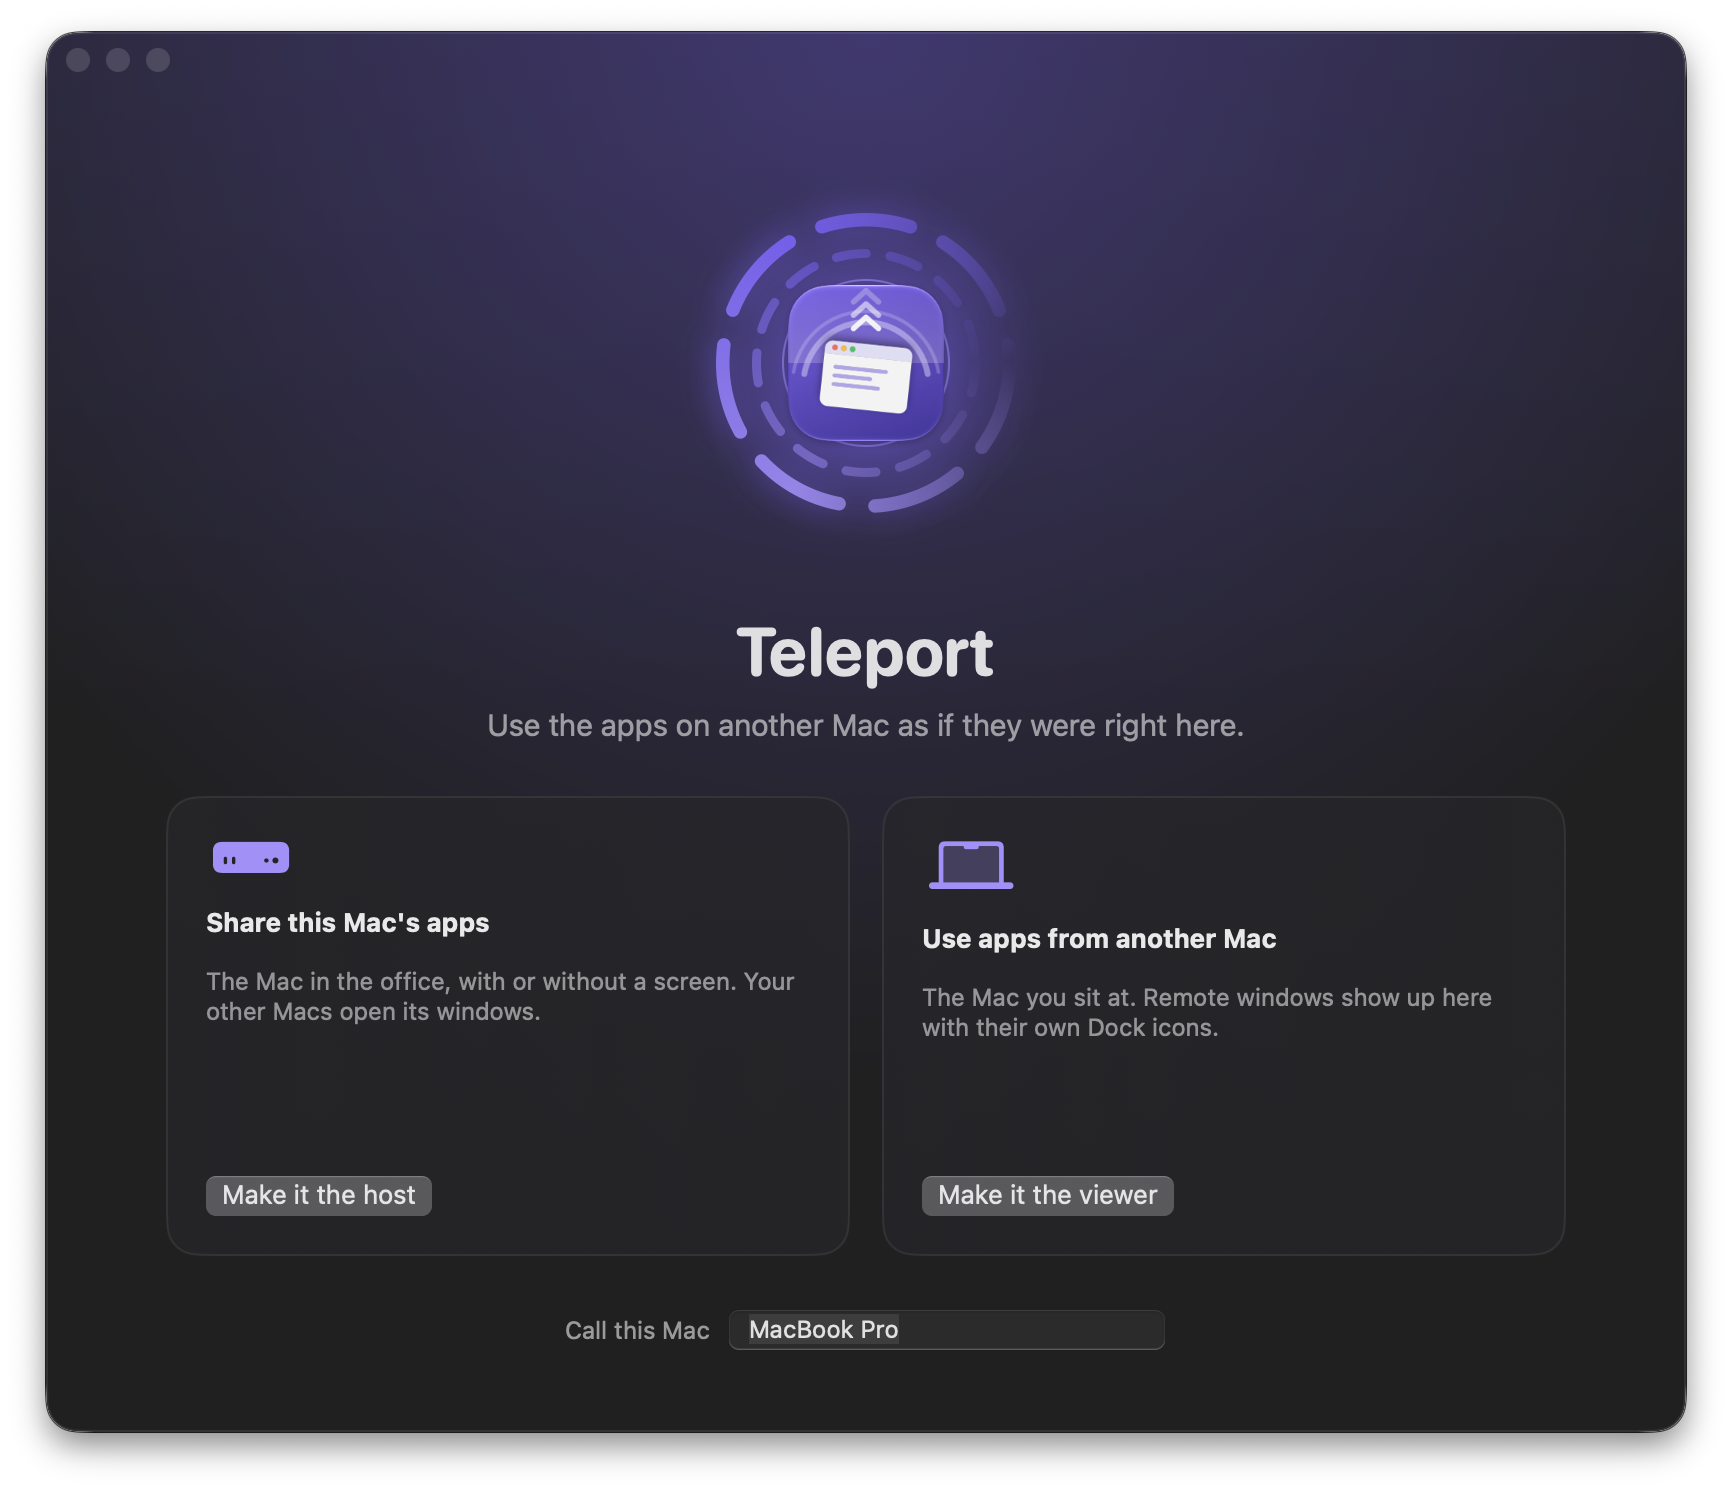 Teleport
Use the apps on another Mac as if they were right here.
Share this Mac's apps
The Mac in the office, with or without a screen. Your
other Macs open its windows.
Make it the host
Use apps from another Mac
The Mac you sit at. Remote windows show up here
with their own Dock icons.
Make it the viewer
Call this Mac MacBook Pro